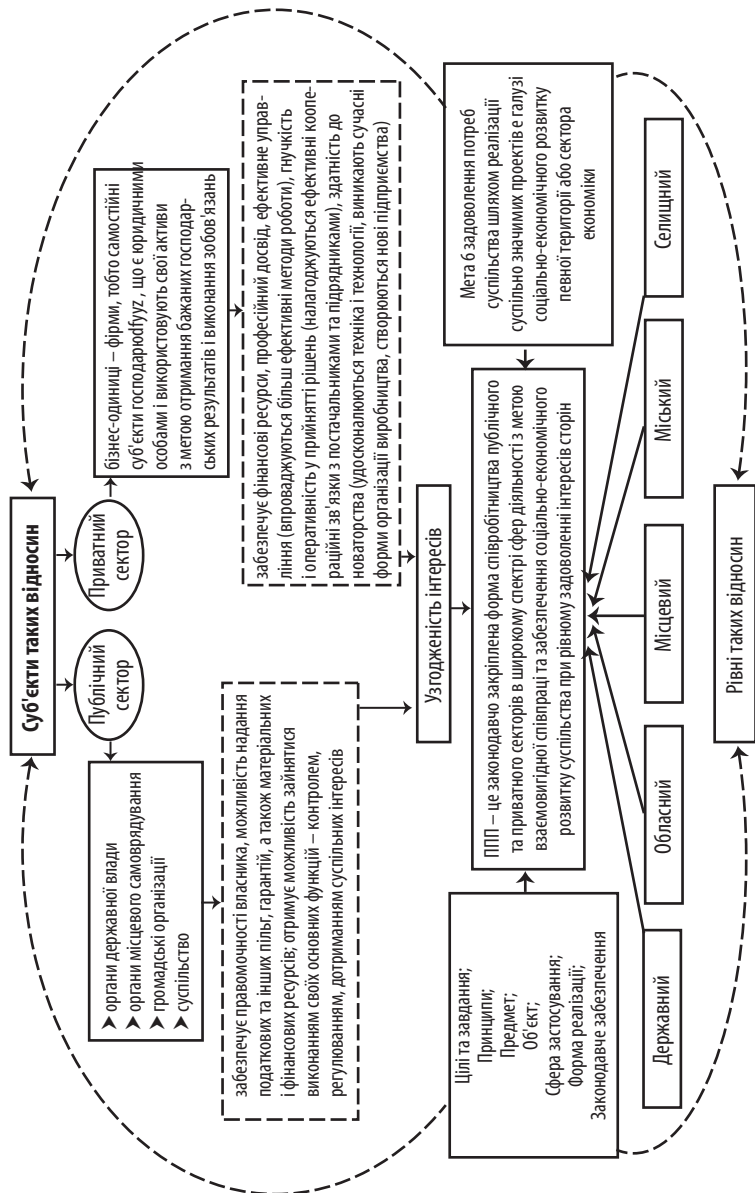 Суб'єкти таких відносин
Публічний
сектор
Приватний
сектор
органи державної влади
органи місцевого самоврядування
громадські організації
суспільство
бізнес-одиниці – фірми, тобто самостійні
суб'єкти господарюdfyyz , що є юридичними
особами і використовують свої активи
з метою отримання бажаних господар-
ських результатів і виконання зобов'язань
забезпечує правомочності власника, можливість надання
податкових та інших пільг, гарантій, а також матеріальних
і фінансових ресурсів; отримує можливість зайнятися
виконанням своїх основних функцій – контролем,
регулюванням, дотриманням суспільних інтересів
забезпечує фінансові ресурси, професійний досвід, ефективне управ-
ління (впроваджуються більш ефективні методи роботи), гнучкість
і оперативність у прийнятті рішень (налагоджуються ефективні коопе-
раційні зв'язки з постачальниками та підрядниками), здатність до
новаторства (удосконалюються техніка і технології, виникають сучасні
форми організації виробництва, створюються нові підприємства)
Узгодженість інтересів
Цілі та завдання;
Принципи;
Предмет;
Об'єкт;
Сфера застосування;
Форма реалізації;
Законодавче забезпечення
ППП – це законодавчо закріплена форма співробітництва публічного
та приватного секторів в широкому спектрі сфер діяльності з метою
взаємовигідної співпраці та забезпечення соціально-економічного
розвитку суспільства при рівному задоволенні інтересів сторін
Мета б задоволення потреб
суспільства шляхом реалізації
суспільно значимих проектів е галузі
соціально-економічного розвитку
певної території або сектора
економіки
Державний
Обласний
Місцевий
Міський
Селищний
Рівні таких відносин